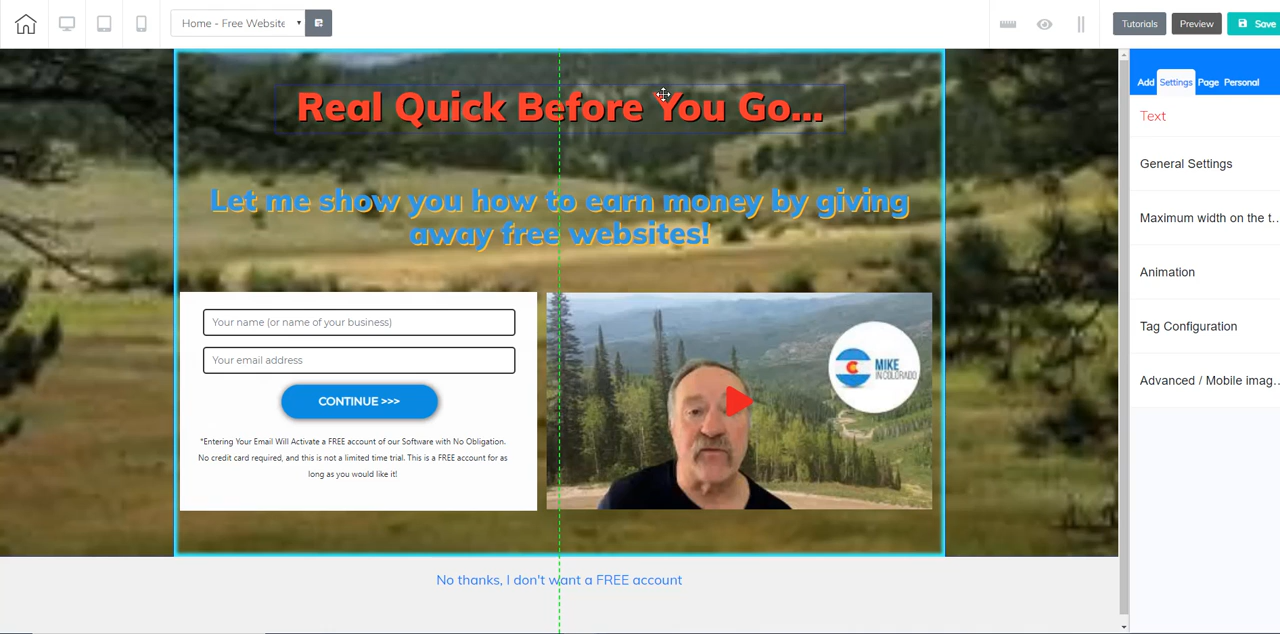 Home - Free Website
Tutorials
Preview
Save
Add
Settings
Page
Personal
Real Quick Before You Go...
Text
General Settings
Let me show you how to earn money by giving
away free websites!
Maximum width on the t...
Animation
Your name (or name of your business)
Tag Configuration
Your email address
MIKE
IN COLORADO
Advanced / Mobile imag...
CONTINUE >>>
*Entering Your Email Will Activate a FREE account of our Software with No Obligation.
No credit card required, and this is not a limited time trial. This is a FREE account for as
long as you would like it!
No thanks, I don't want a FREE account